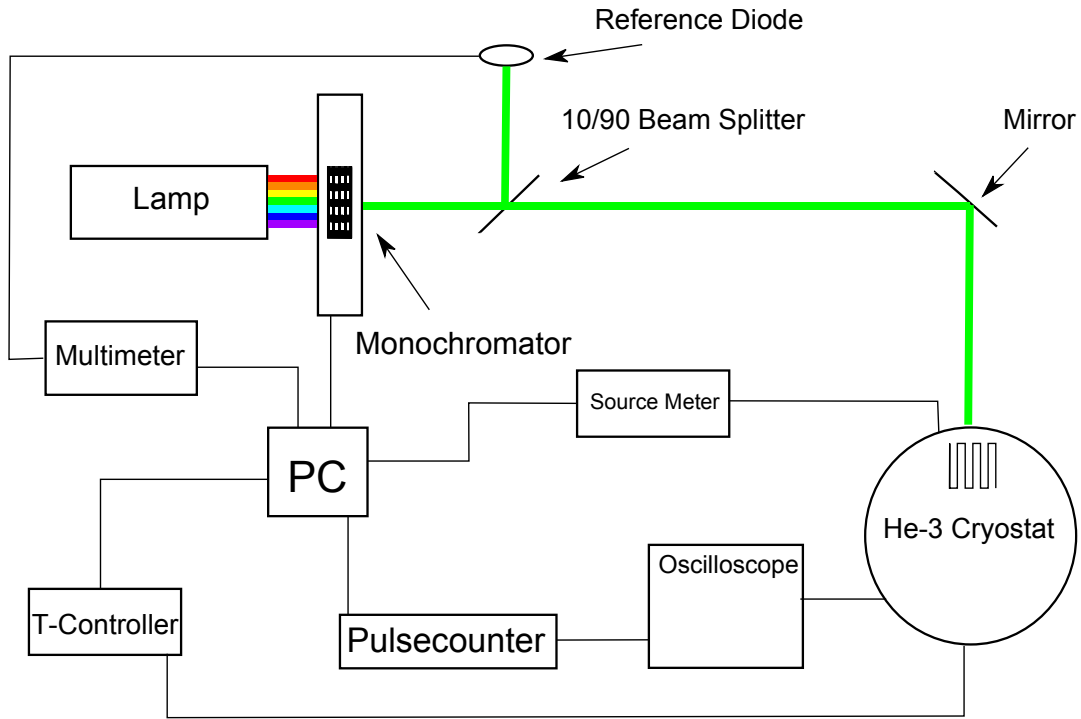 Reference Diode
10/90 Beam Splitter
Mirror
Lamp
Monochromator
Multimeter
Source Meter
PC
He-3 Cryostat
Oscilloscope
T-Controller
Pulsecounter